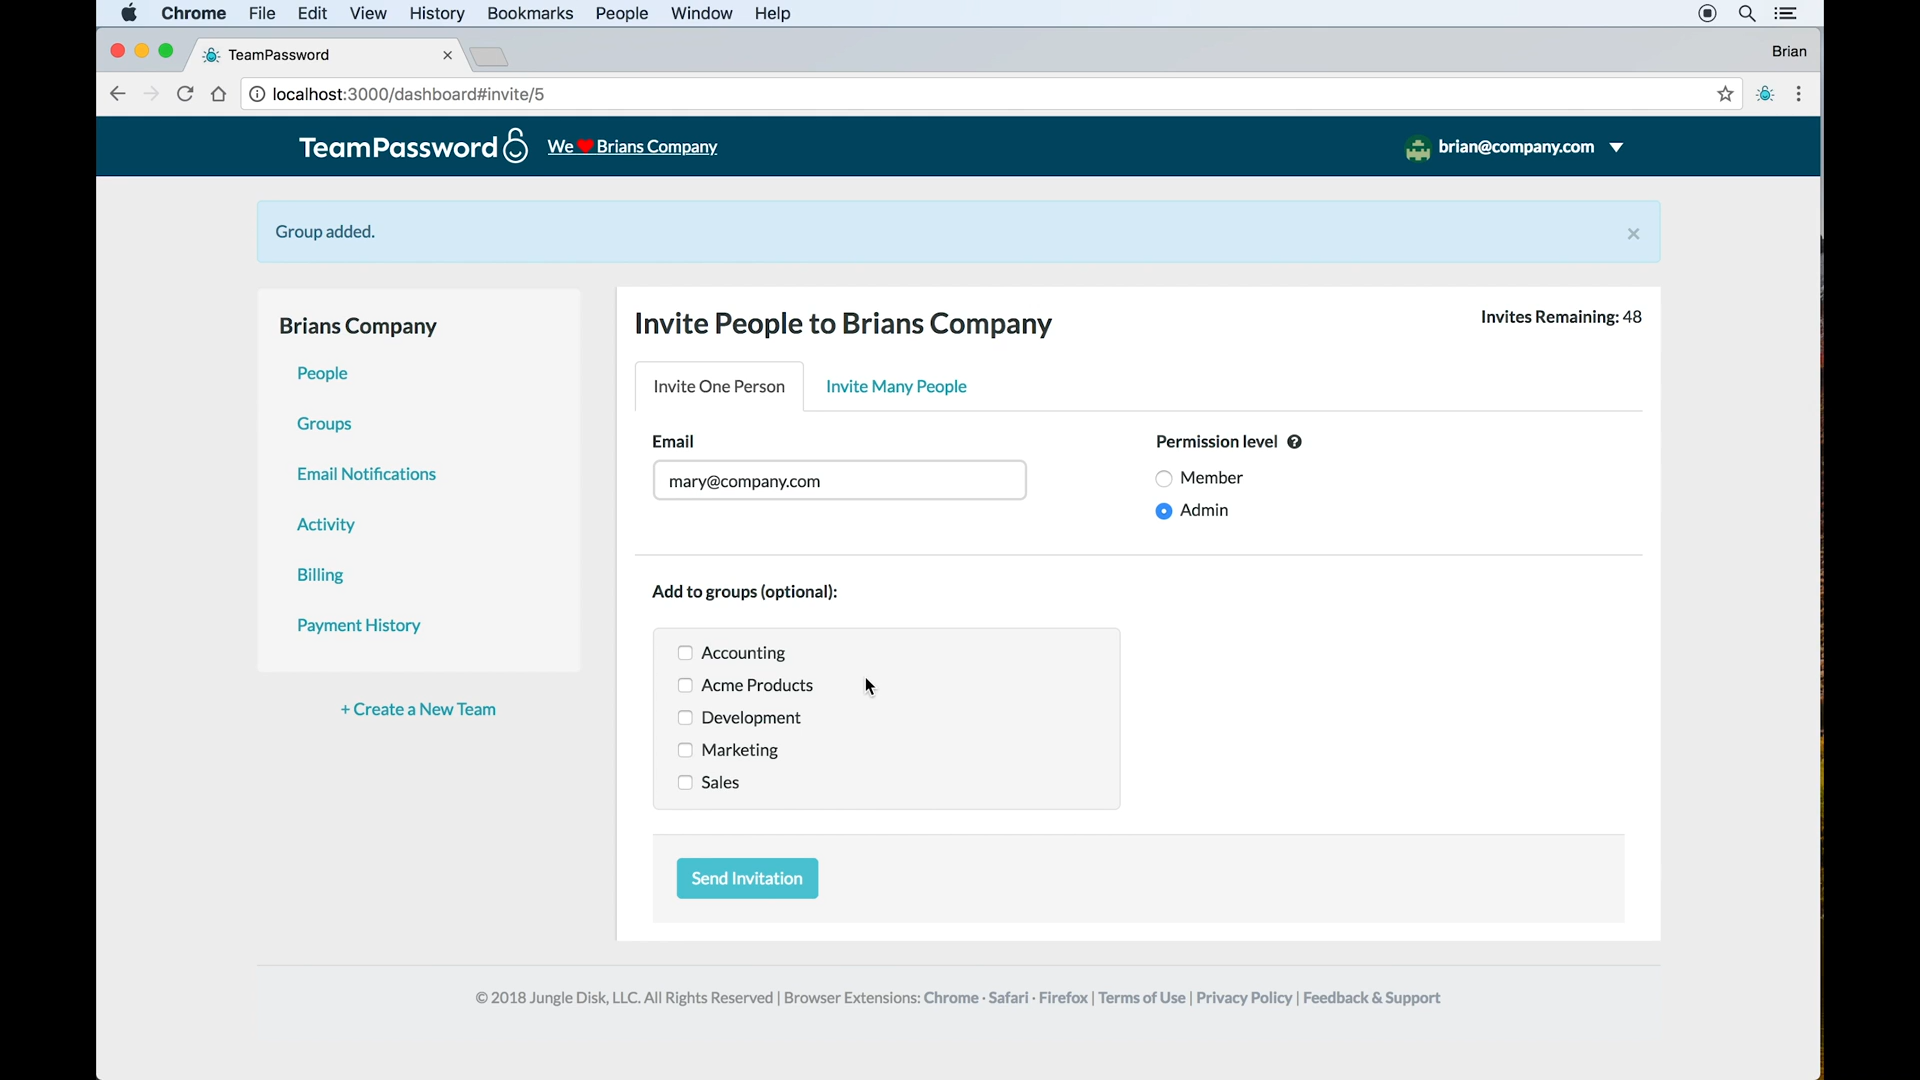 Chrome File Edit View History Bookmarks People Window Help
TeamPassword
Brian
localhost:3000/dashboard#invite/5
TeamPassword
We ❤ Brians Company
brian@company.com
Group added.
Brians Company
People
Groups
Email Notifications
Activity
Billing
Payment History
+ Create a New Team
Invite People to Brians Company
Invites Remaining: 48
Invite One Person
Invite Many People
Email
mary@company.com
Permission level
Member
Admin
Add to groups (optional):
Accounting
Acme Products
Development
Marketing
Sales
Send Invitation
© 2018 Jungle Disk, LLC. All Rights Reserved | Browser Extensions: Chrome · Safari · Firefox | Terms of Use | Privacy Policy | Feedback & Support